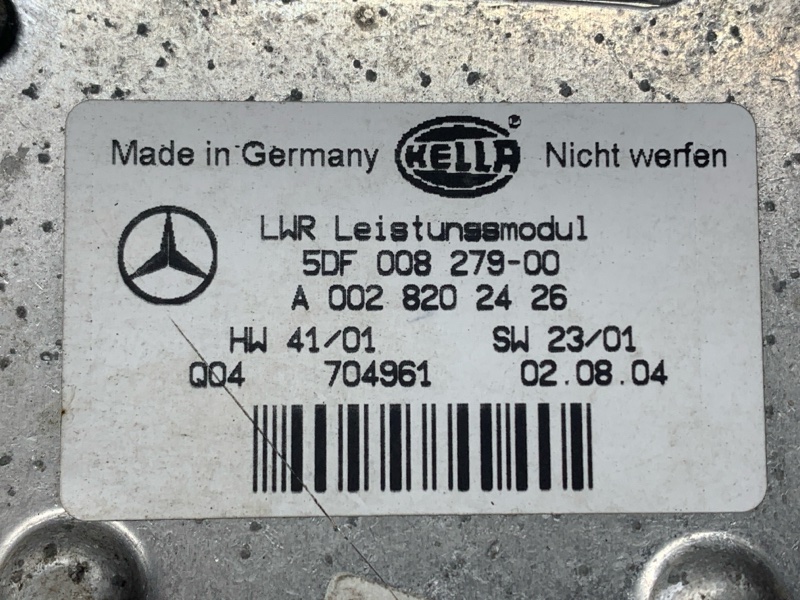 Made in Germany HELLA ® Nicht werfen
LWR Leistungsmodul
5DF 008 279-00
A 002 820 24 26
HW 41/01 SW 23/01
Q04 704961 02.08.04